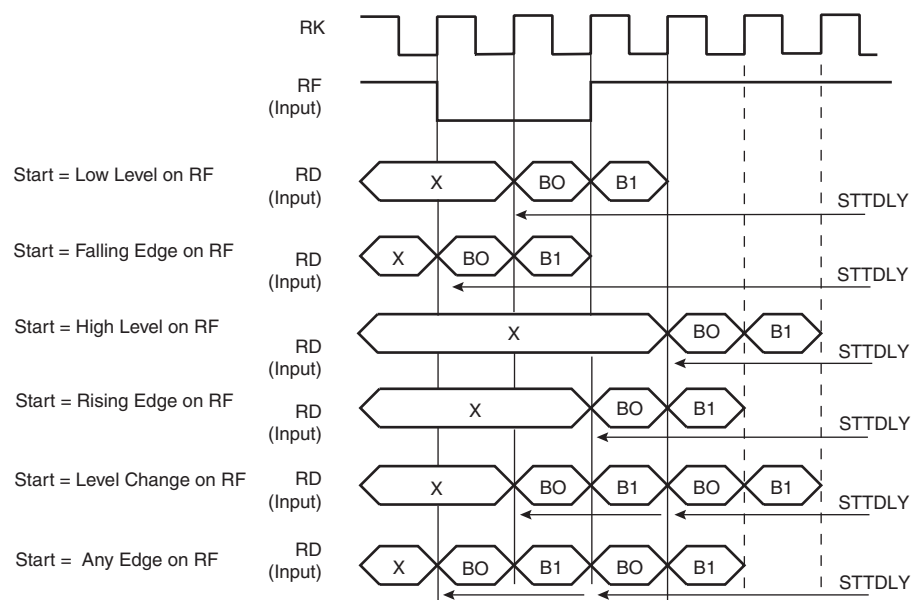 RK
RF
(Input)
Start = Low Level on RF
RD
(Input)
X
BO
B1
STTDLY
Start = Falling Edge on RF
RD
(Input)
X
BO
B1
STTDLY
Start = High Level on RF
RD
(Input)
X
BO
B1
STTDLY
Start = Rising Edge on RF
RD
(Input)
X
BO
B1
STTDLY
Start = Level Change on RF
RD
(Input)
X
BO
B1
BO
B1
STTDLY
Start = Any Edge on RF
RD
(Input)
X
BO
B1
BO
B1
STTDLY